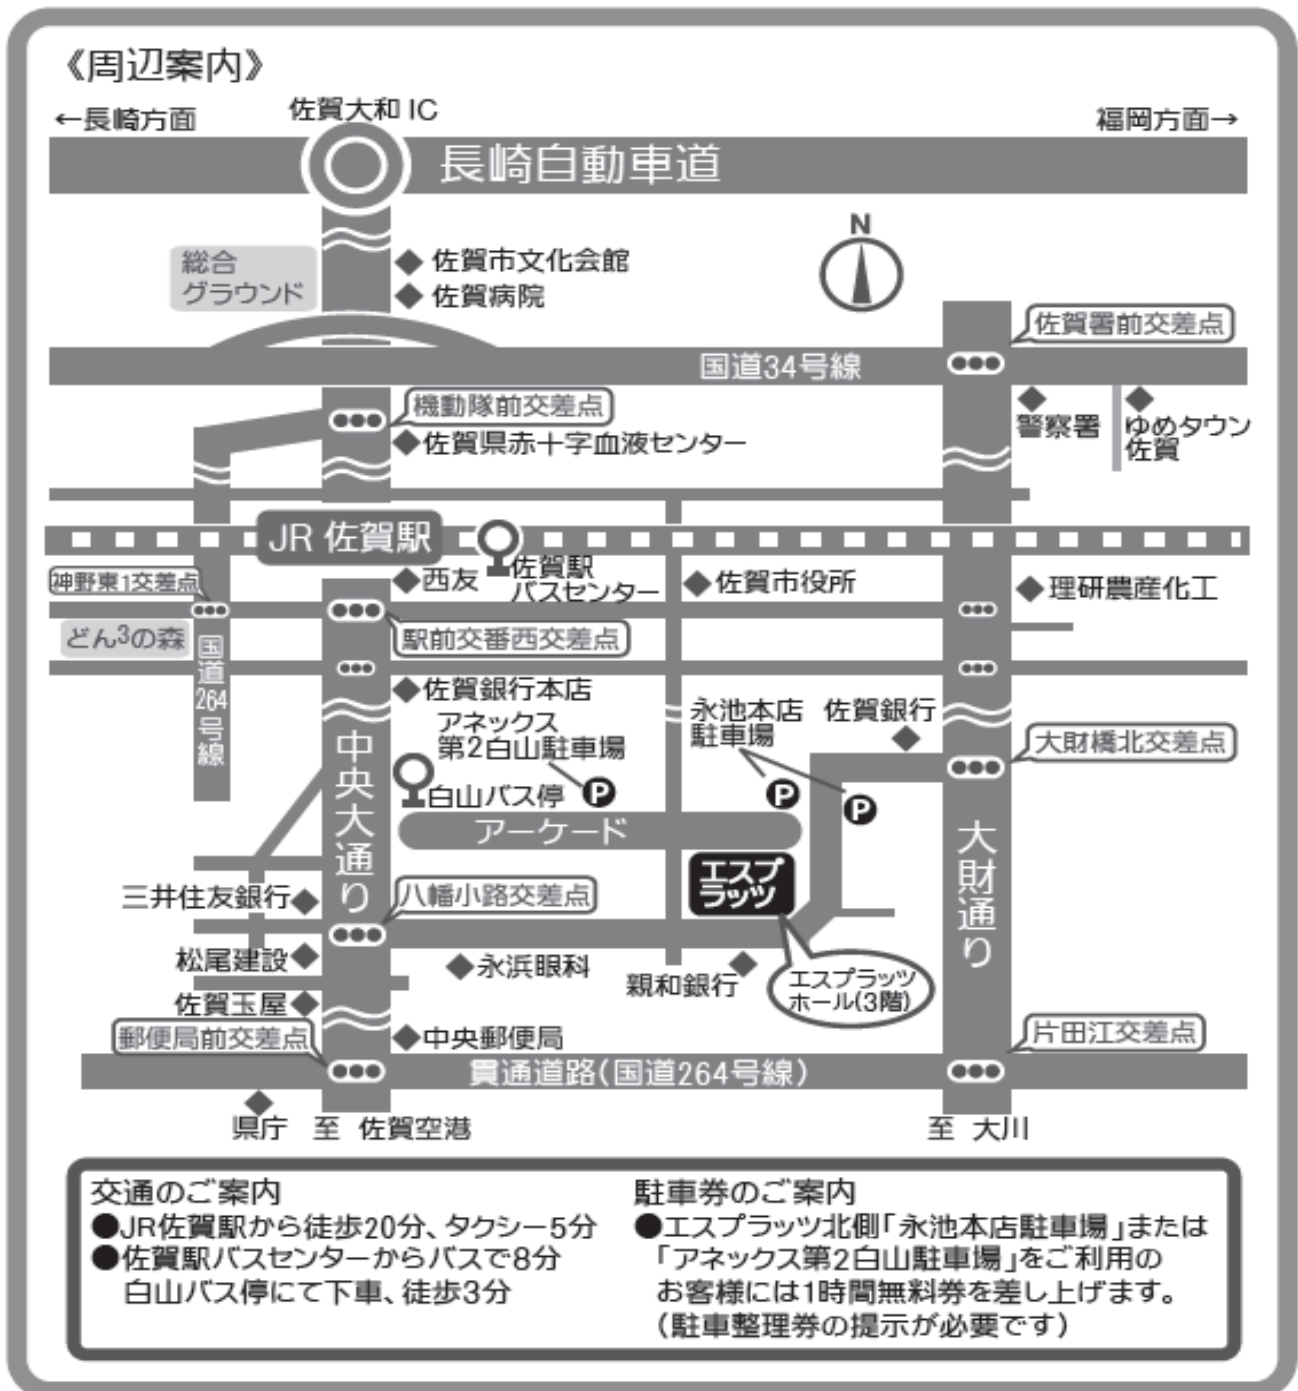 《周辺案内》
←長崎方面
佐賀大和IC
福岡方面→
長崎自動車道
N
総合
グラウンド
佐賀市文化会館
佐賀病院
佐賀署前交差点
国道34号線
機動隊前交差点
佐賀県赤十字血液センター
警察署
ゆめタウン
佐賀
JR 佐賀駅
神野東1交差点
西友
佐賀駅
バスセンター
佐賀市役所
理研農産化工
どん3の森
駅前交番西交差点
国道264号線
佐賀銀行本店
アネックス
第2白山駐車場
永池本店
駐車場
佐賀銀行
大財橋北交差点
中央大通り
白山バス停
P
P
P
アーケード
大財通り
エスプ
ラッツ
三井住友銀行
八幡小路交差点
松尾建設
永浜眼科
親和銀行
エスプラッツ
ホール(3階)
佐賀玉屋
郵便局前交差点
中央郵便局
片田江交差点
貫通道路(国道264号線)
県庁
至 佐賀空港
至 大川
交通のご案内
●JR佐賀駅から徒歩20分、タクシー5分
●佐賀駅バスセンターからバスで8分
白山バス停にて下車、徒歩3分
駐車券のご案内
●エスプラッツ北側「永池本店駐車場」または
「アネックス第2白山駐車場」をご利用の
お客様には1時間無料券を差し上げます。
(駐車整理券の提示が必要です)